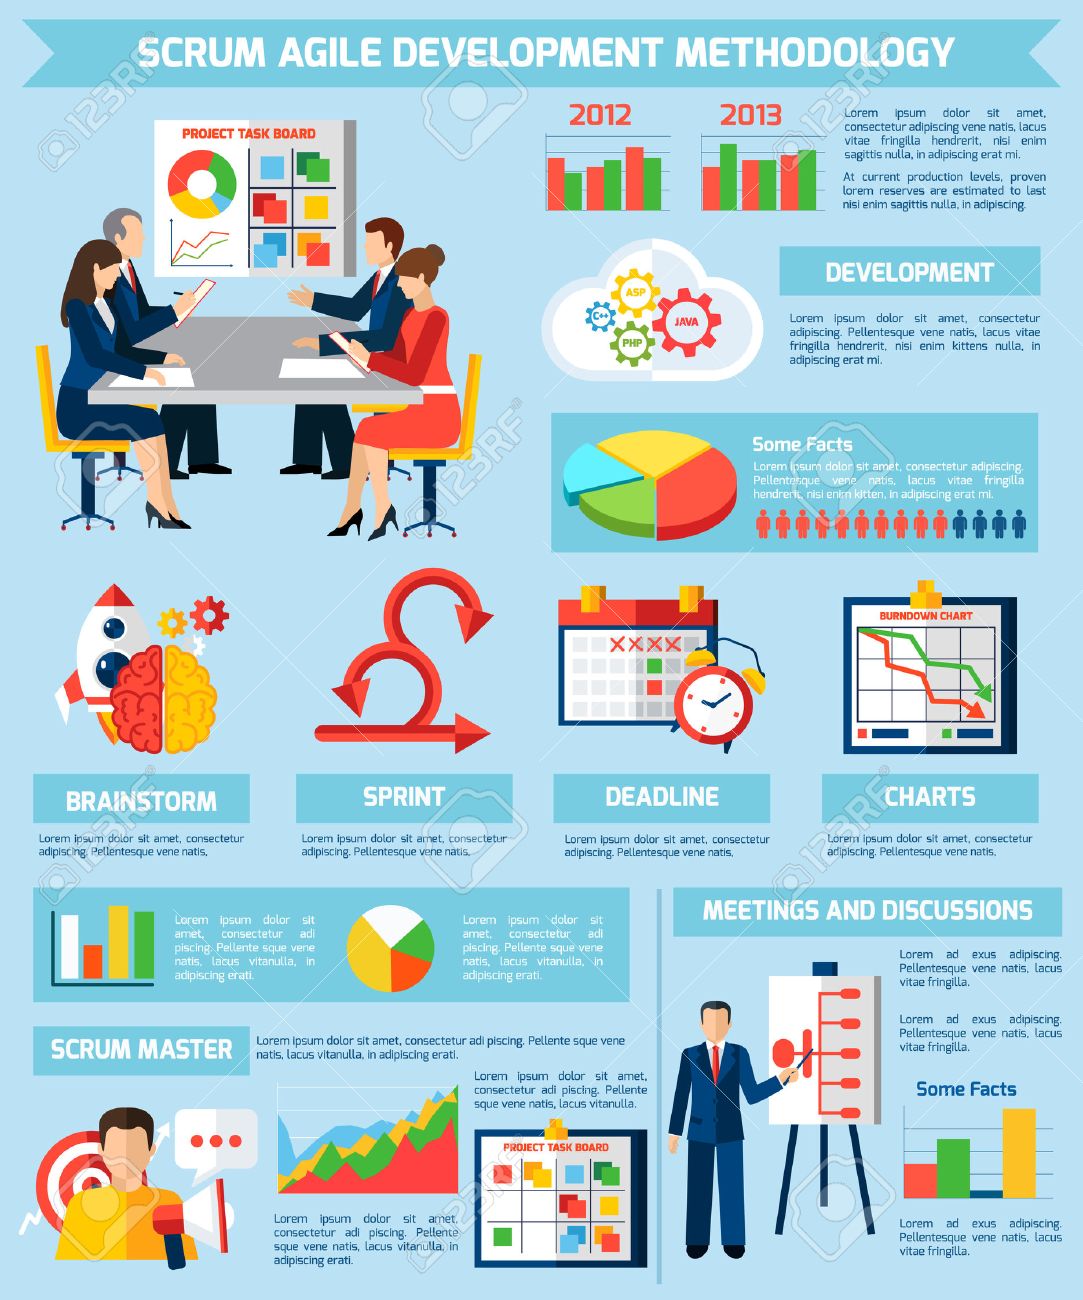 SCRUM AGILE DEVELOPMENT METHODOLOGY
PROJECT TASK BOARD
2012
2013
Lorem ipsum dolor sit amet,
consectetur adipiscing venatis, lacus
vitae fringilla hendrerit, nisi enim
sagittis nulla, in adipiscing erat mi.
At current production levels, proven
lorem reserves are estimated to last
nisi enim sagittis nulla, in adipiscing.
ASP
C++
JAVA
PHP
DEVELOPMENT
Lorem ipsum dolor sit amet,
consectetur adipiscing.
Pellentesque venenatis, lacus vitae
fringilla hendrerit, nisi enim kittens nulla, in
adipiscing erat mi.
Some Facts
Lorem ipsum dolor sit amet, consectetur adipiscing.
Pellentesque venenatis, lacus vitae fringilla
hendrerit, nisi enim kitten, in adipiscing erat mi.
BURNDOWN CHART
BRAINSTORM
Lorem ipsum dolor sit amet, consectetur
adipiscing. Pellentesque vene natis,
SPRINT
Lorem ipsum dolor sit amet, consectetur
adipiscing. Pellentesque vene natis,
DEADLINE
Lorem ipsum dolor sit amet, consectetur
adipiscing. Pellentesque vene natis,
CHARTS
Lorem ipsum dolor sit amet, consectetur
adipiscing. Pellentesque vene natis,
Lorem ipsum dolor sit
amet, consectetur adi
piscing. Pellente sque ven
natis, lacus vitanulla, in
adipiscing erati.
Lorem ipsum dolor sit
amet, consectetur adi
piscing. Pellente sque ven
natis, lacus vitanulla, in
adipiscing erati.
SCRUM MASTER
Lorem ipsum dolor sit amet, consectetur adi piscing. Pellente sque vene
natis, lacus vitanulla, in adipiscing erati.
Lorem ipsum dolor sit amet,
consectetur adi piscing. Pellente
sque vene natis, lacus vitanulla.
PROJECT TASK BOARD
Lorem ipsum dolor sit amet,
consectetur adi piscing.
Pellente sque vene natis,
lacus vitanulla, in adipiscing
erati.
MEETINGS AND DISCUSSIONS
Lorem ad exus adipiscing.
Pellentesque vene natis, lacus
vitae fringilla.
Lorem ad exus adipiscing.
Pellentesque vene natis, lacus
vitae fringilla.
Some Facts
Lorem ad exus adipiscing.
Pellentesque vene natis, lacus
vitae fringilla.
123RF